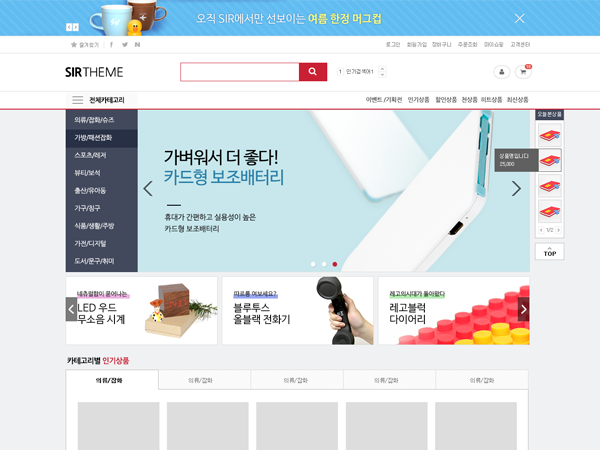 오직 SIR에서만 선보이는 여름 한정 머그컵
즐겨찾기
로그인 회원가입 장바구니 주문조회 마이쇼핑 고객센터
SIRTHEME
1 인기검색어1
전체카테고리
이벤트/기획전 인기상품 할인상품 추천상품 히트상품 최신상품
의류/잡화/슈즈
가방/패션잡화
스포츠/레저
뷰티/보석
출산/유아동
가구/침구
식품/생활/주방
가전/디지털
도서/문구/취미
가벼워서 더 좋다!
카드형 보조배터리
휴대가 간편하고 실용성이 높은
카드형 보조배터리
오늘본상품
상품명입니다
25,000
1/2
TOP
LED 우드
무소음 시계
따르릉 여보세요?
블루투스
올블랙 전화기
레고의시대가 돌아왔다
레고블럭
다이어리
카테고리별 인기상품
의류/잡화 의류/잡화 의류/잡화 의류/잡화 의류/잡화